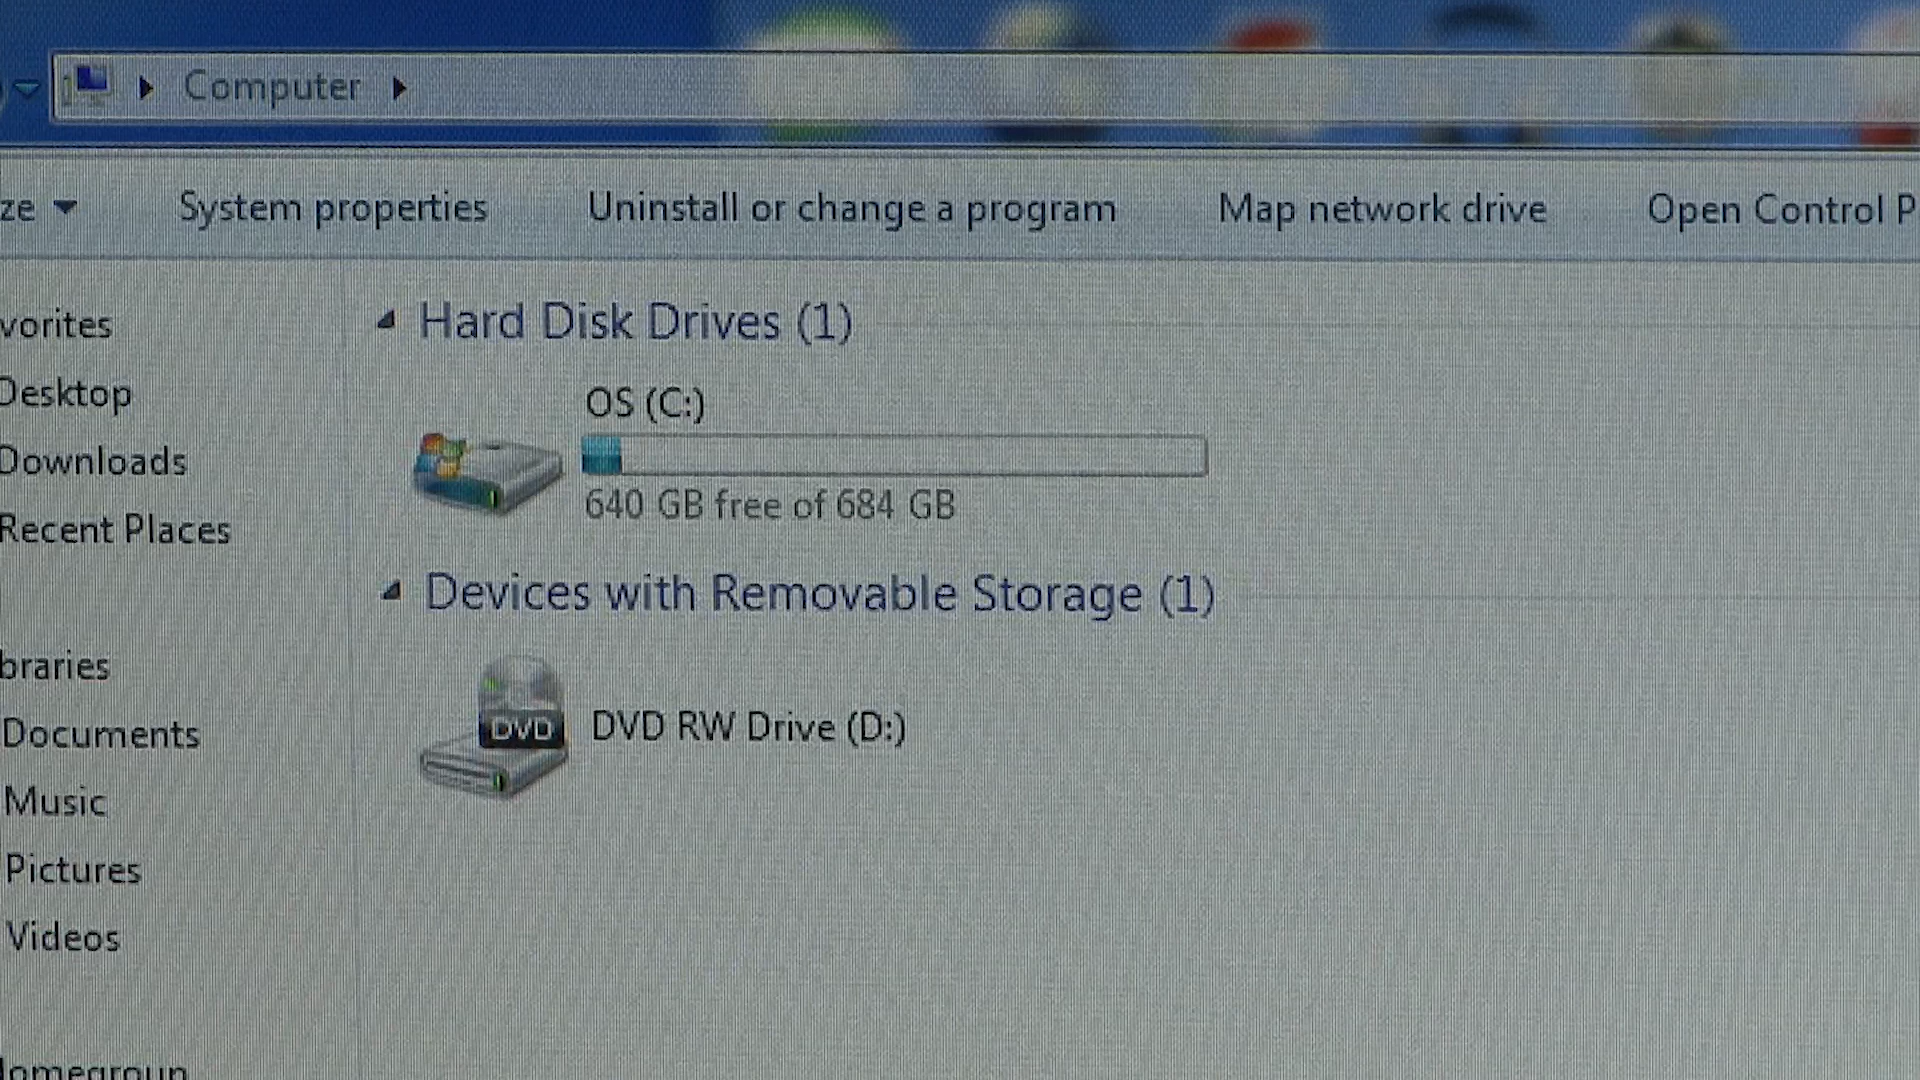 Computer
ze
System properties
Uninstall or change a program
Map network drive
Open Control P
vorites
Desktop
Downloads
Recent Places
braries
Documents
Music
Pictures
Videos
Homegroup
Hard Disk Drives (1)
OS (C:)
640 GB free of 684 GB
Devices with Removable Storage (1)
DVD
DVD RW Drive (D:)